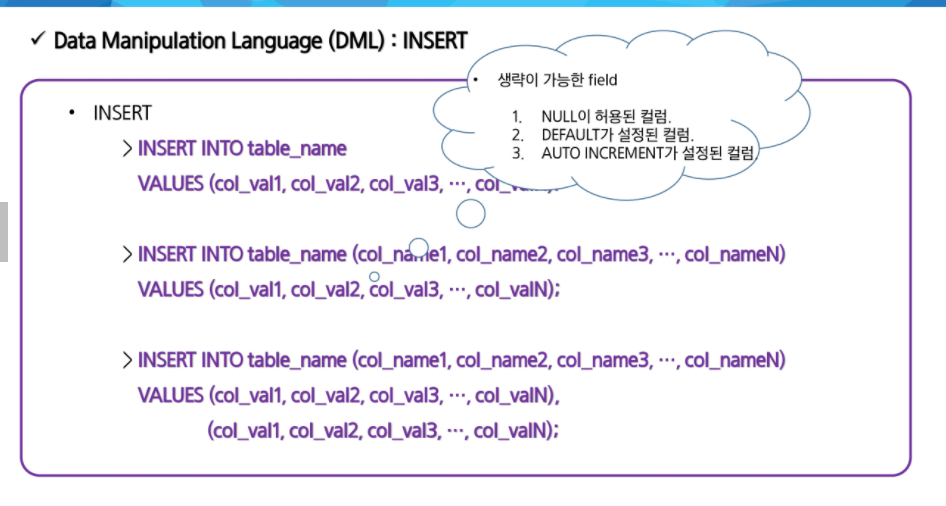 ✓ Data Manipulation Language (DML) : INSERT
• 생략이 가능한 field
1. NULL이 허용된 컬럼.
2. DEFAULT가 설정된 컬럼.
3. AUTO INCREMENT가 설정된 컬럼.
• INSERT
> INSERT INTO table_name
VALUES (col_val1, col_val2, col_val3, ⋯,
> INSERT INTO table_name (col_name1, col_name2, col_name3, ⋯, col_nameN)
VALUES (col_val1, col_val2, col_val3, ⋯, col_valN);
> INSERT INTO table_name (col_name1, col_name2, col_name3, ⋯, col_nameN)
VALUES (col_val1, col_val2, col_val3, ⋯, col_valN),
(col_val1, col_val2, col_val3, ⋯, col_valN);